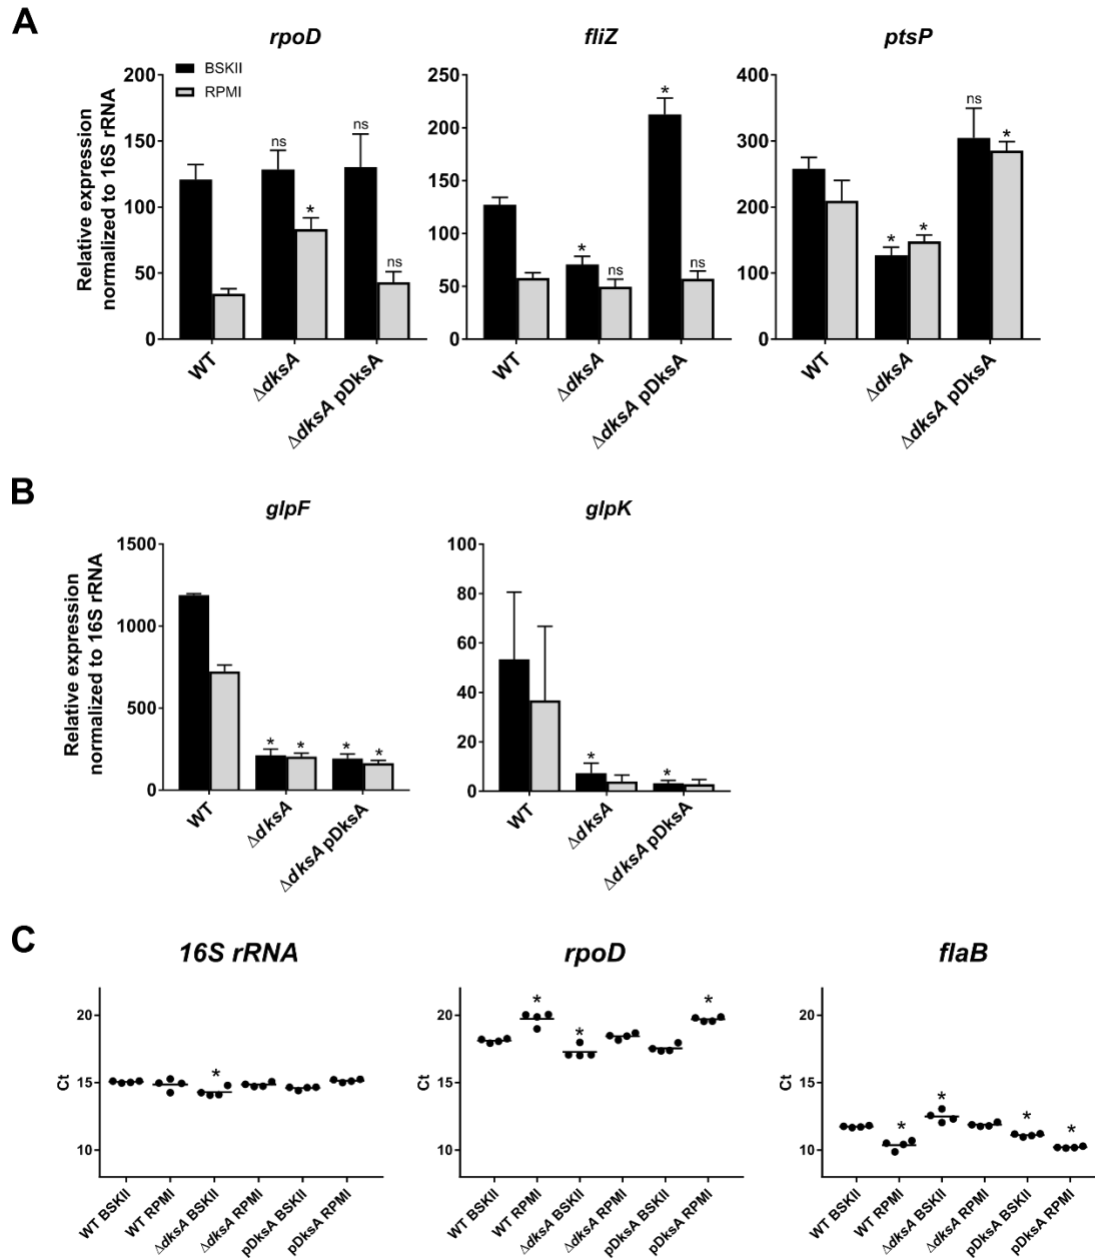 A
rpoD
fliZ
ptsP
BSKII
RPMI
Relative expression
normalized to 16S rRNA
200
150
100
50
0
ns
*
ns
ns
WT
ΔdksA
ΔdksA pDksA
250
200
150
100
50
0
*
ns
*
ns
WT
ΔdksA
ΔdksA pDksA
400
300
200
100
0
*
*
ns
*
WT
ΔdksA
ΔdksA pDksA
B
glpF
glpK
Relative expression
normalized to 16S rRNA
1500
1000
500
0
*
*
*
*
WT
ΔdksA
ΔdksA pDksA
100
80
60
40
20
0
*
*
WT
ΔdksA
ΔdksA pDksA
C
16S rRNA
rpoD
flaB
Ct
20
15
10
*
WT BSKII
WT RPMI
ΔdksA BSKII
ΔdksA RPMI
pDksA BSKII
pDksA RPMI
Ct
20
15
10
*
*
*
WT BSKII
WT RPMI
ΔdksA BSKII
ΔdksA RPMI
pDksA BSKII
pDksA RPMI
Ct
20
15
10
*
*
*
*
WT BSKII
WT RPMI
ΔdksA BSKII
ΔdksA RPMI
pDksA BSKII
pDksA RPMI